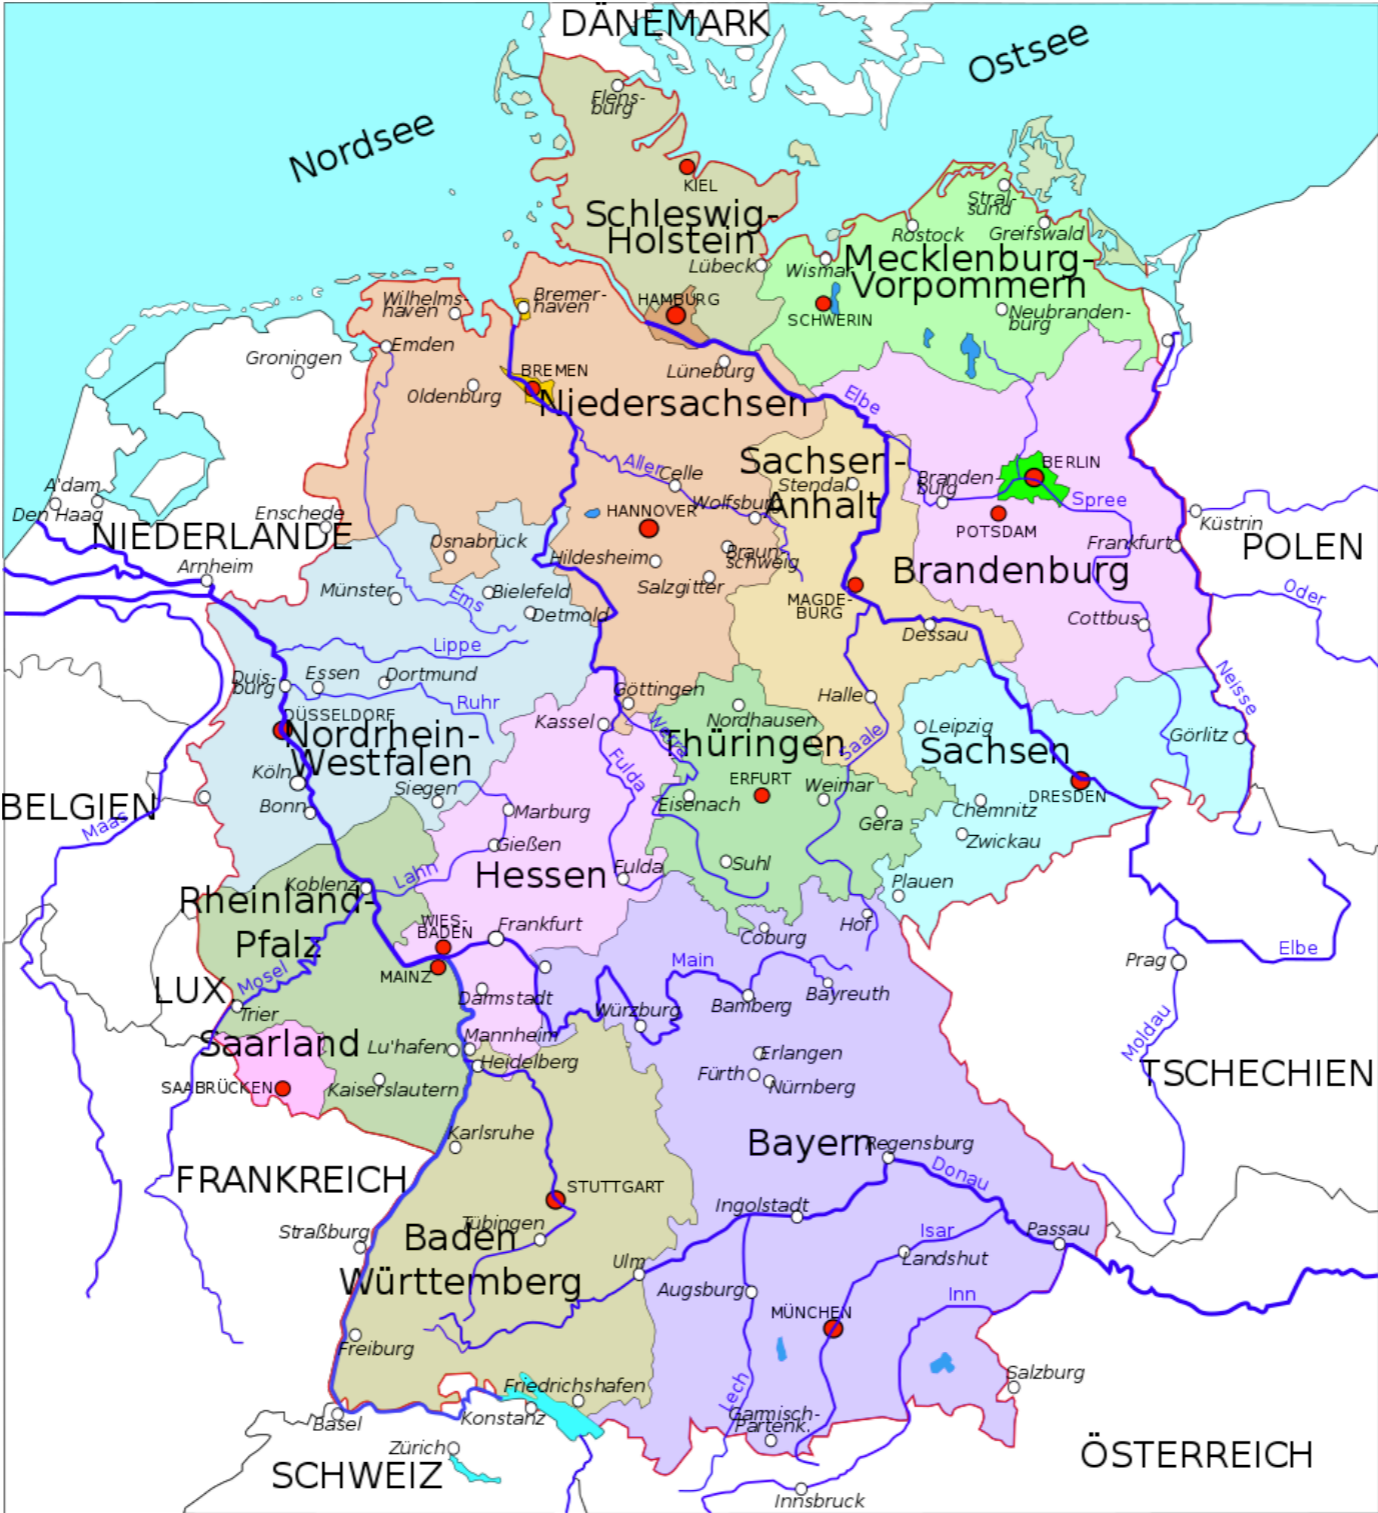 DÄNEMARK
Ostsee
Nordsee
Flens-
burg
KIEL
Schleswig-
Holstein
Lübeck
Stral-
sund
Rostock
Greifswald
Wismar
Mecklenburg-
Vorpommern
SCHWERIN
Neubranden-
burg
HAMBURG
Wilhelms-
haven
Bremer-
haven
Emden
Groningen
BREMEN
Oldenburg
Lüneburg
Niedersachsen
Elbe
Aller
Celle
Wolfsburg
Sachsen-
Anhalt
Stendal
Branden
burg
BERLIN
Spree
POTSDAM
A'dam
Den Haag
NIEDERLANDE
Enschede
Arnheim
HANNOVER
Osnabrück
Hildesheim
Braun-
schweig
Salzgitter
Küstrin
Frankfurt
POLEN
Brandenburg
Oder
Münster
Ems
Bielefeld
Detmold
MAGDE-
BURG
Dessau
Cottbus
Lippe
Duis-
burg
Essen
Dortmund
Ruhr
Göttingen
Nordhausen
Halle
Neisse
DÜSSELDORF
Nordrhein-
Westfalen
Kassel
Werra
Fulda
Thüringen
Saale
Leipzig
Sachsen
Görlitz
Köln
Bonn
Siegen
ERFURT
Weimar
Eisenach
Gera
DRESDEN
Chemnitz
Zwickau
BELGIEN
Maas
Marburg
Gießen
Lahn
Hessen
Fulda
Suhl
Plauen
Koblenz
Rheinland-
Pfalz
WIES-
BADEN
Frankfurt
Coburg
Hof
Elbe
Prag
LUX.
Mosel
MAINZ
Main
Trier
Darmstadt
Würzburg
Bamberg
Bayreuth
Moldau
TSCHECHIEN
Saarland
Lu'hafen
Mannheim
Heidelberg
Erlangen
Fürth
Nürnberg
SAABRÜCKEN
Kaiserslautern
Karlsruhe
Bayern
Regensburg
Donau
FRANKREICH
STUTTGART
Ingolstadt
Straßburg
Tübingen
Baden
Württemberg
Ulm
Isar
Landshut
Passau
Augsburg
Inn
MÜNCHEN
Freiburg
Friedrichshafen
Lech
Salzburg
Basel
Konstanz
Garmisch-
Partenk.
Zürich
SCHWEIZ
ÖSTERREICH
Innsbruck